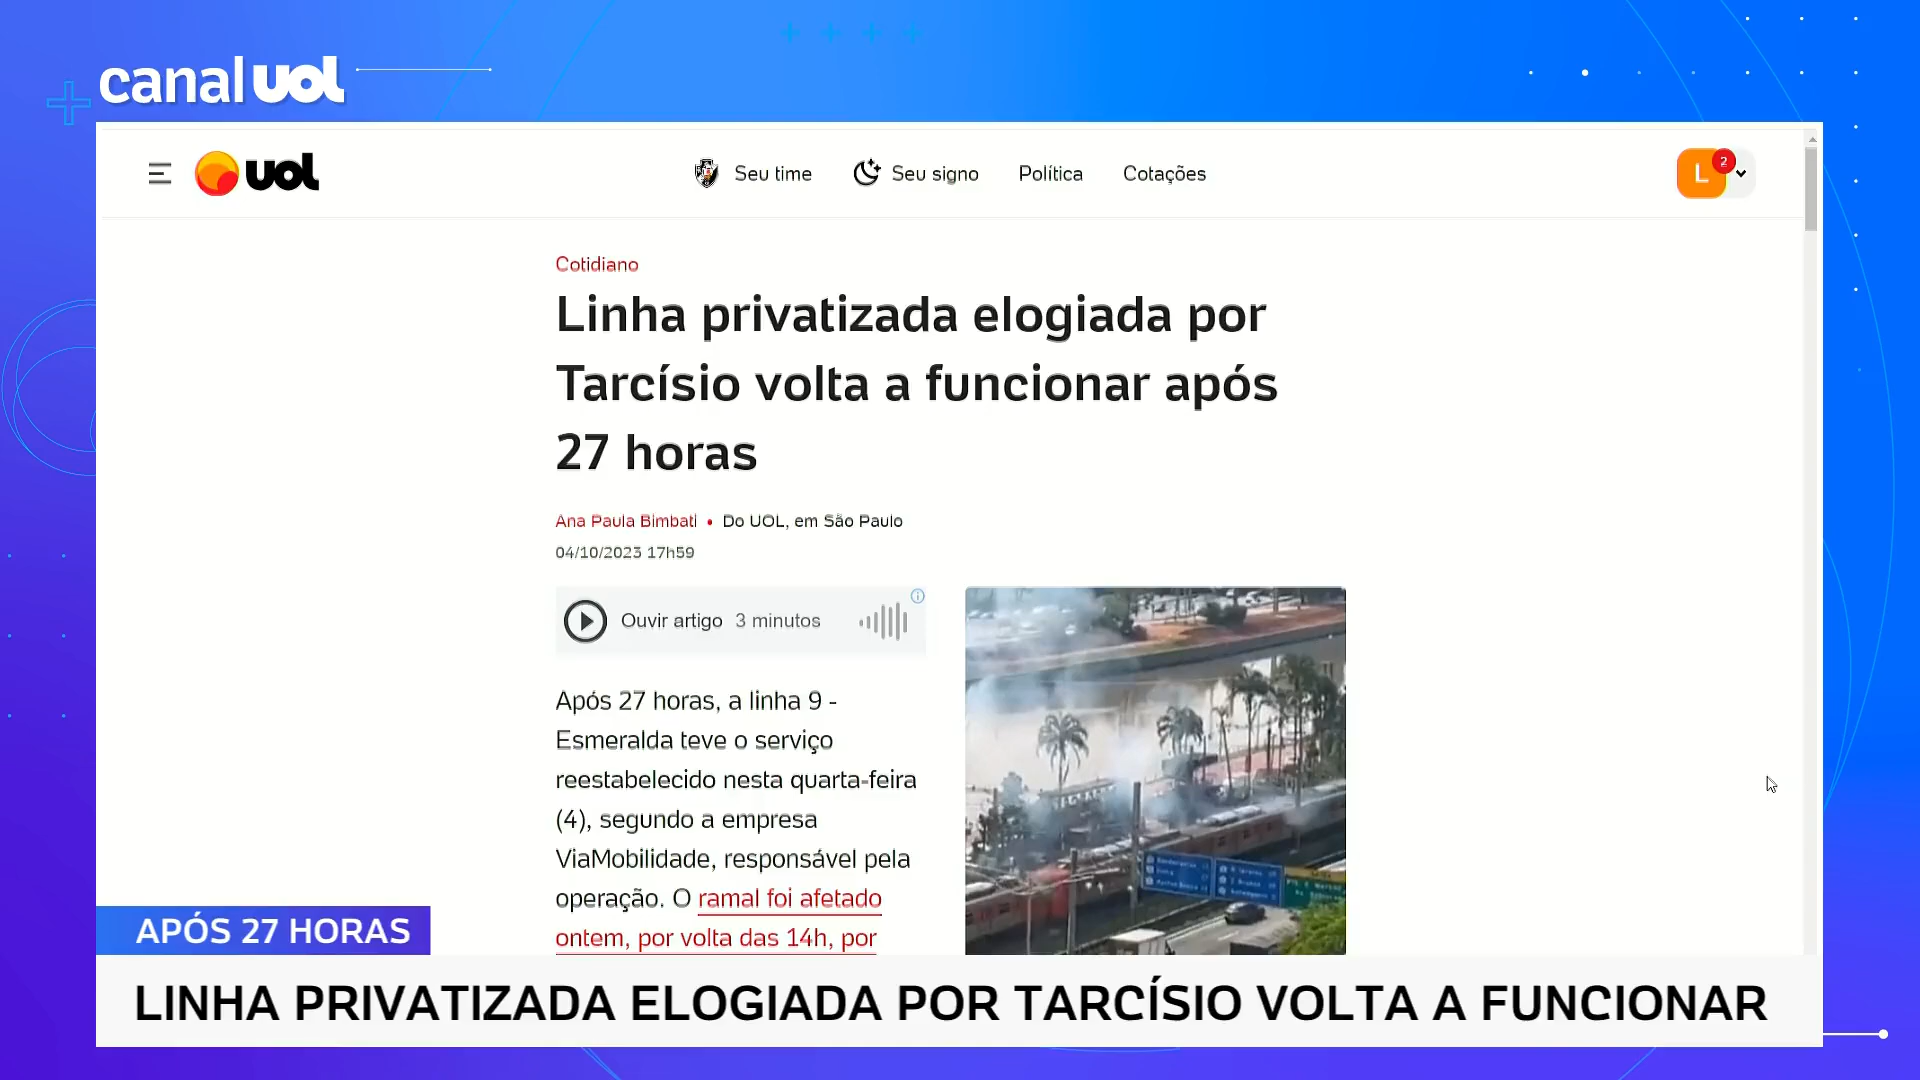 canal uol
uol
Seu time
Seu signo
Política
Cotações
L
2
Cotidiano
Linha privatizada elogiada por
Tarcísio volta a funcionar após
27 horas
Ana Paula Bimbati • Do UOL, em São Paulo
04/10/2023 17h59
Ouvir artigo 3 minutos
Após 27 horas, a linha 9 -
Esmeralda teve o serviço
reestabelecido nesta quarta-feira
(4), segundo a empresa
ViaMobilidade, responsável pela
operação. O ramal foi afetado
ontem, por volta das 14h, por
APÓS 27 HORAS
LINHA PRIVATIZADA ELOGIADA POR TARCÍSIO VOLTA A FUNCIONAR